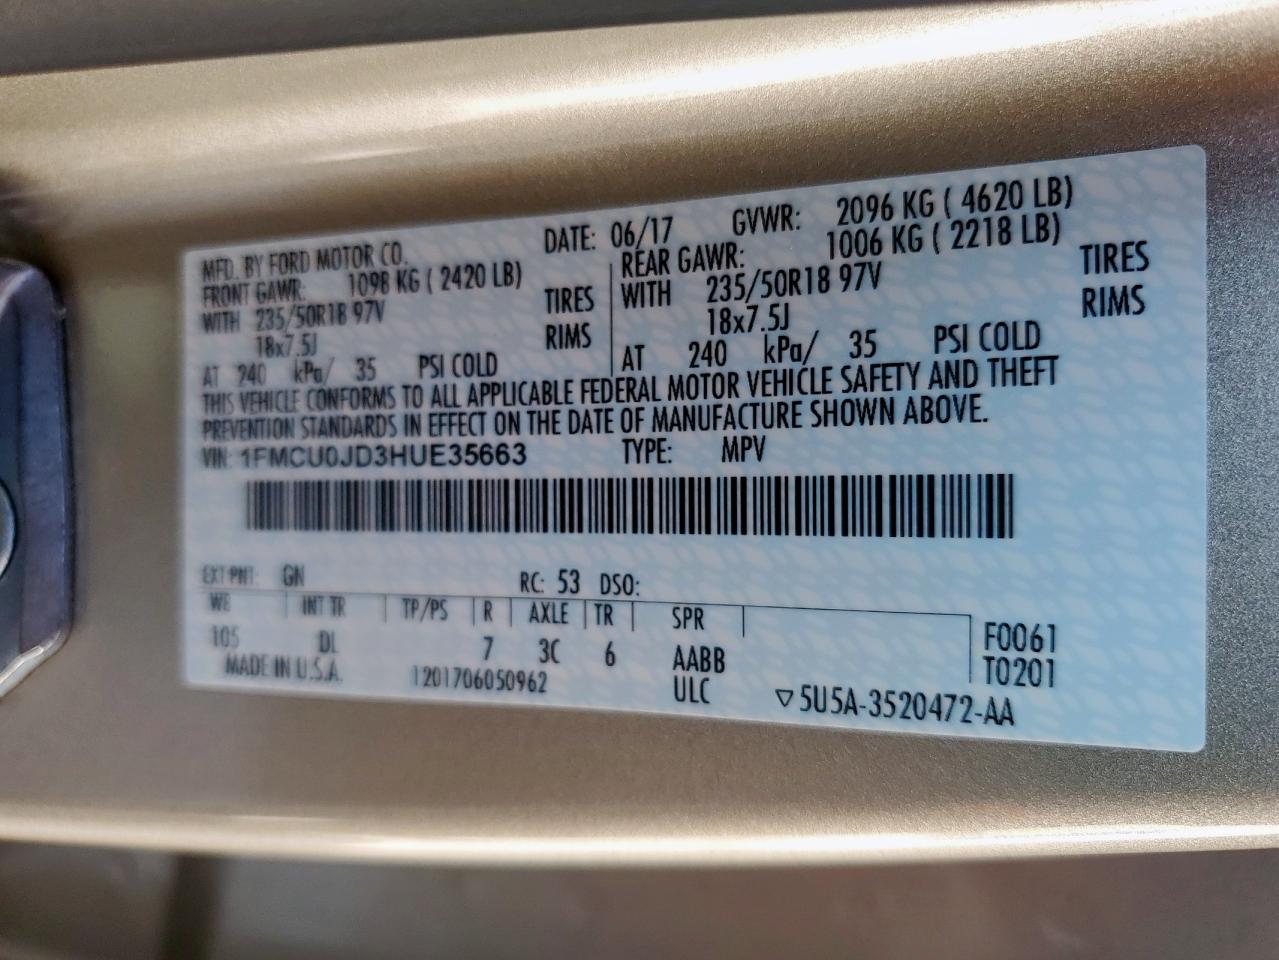 MFD. BY FORD MOTOR CO. DATE: 06/17 GVWR: 2096 KG ( 4620 LB)
FRONT GAWR: 1098 KG ( 2420 LB) REAR GAWR: 1006 KG ( 2218 LB)
WITH 235/50R18 97V TIRES WITH 235/50R18 97V TIRES
18x7.5J RIMS 18x7.5J RIMS
AT 240 kPa/ 35 PSI COLD AT 240 kPa/ 35 PSI COLD
THIS VEHICLE CONFORMS TO ALL APPLICABLE FEDERAL MOTOR VEHICLE SAFETY AND THEFT
PREVENTION STANDARDS IN EFFECT ON THE DATE OF MANUFACTURE SHOWN ABOVE.
VIN: 1FMCU0JD3HUE35663 TYPE: MPV
EXT PNT: GN RC: 53 DSO:
WB INT TR TP/PS R AXLE TR SPR
105 DL 7 3C 6 AABB F0061
MADE IN U.S.A. 1201706050962 ULC T0201
▽5U5A-3520472-AA